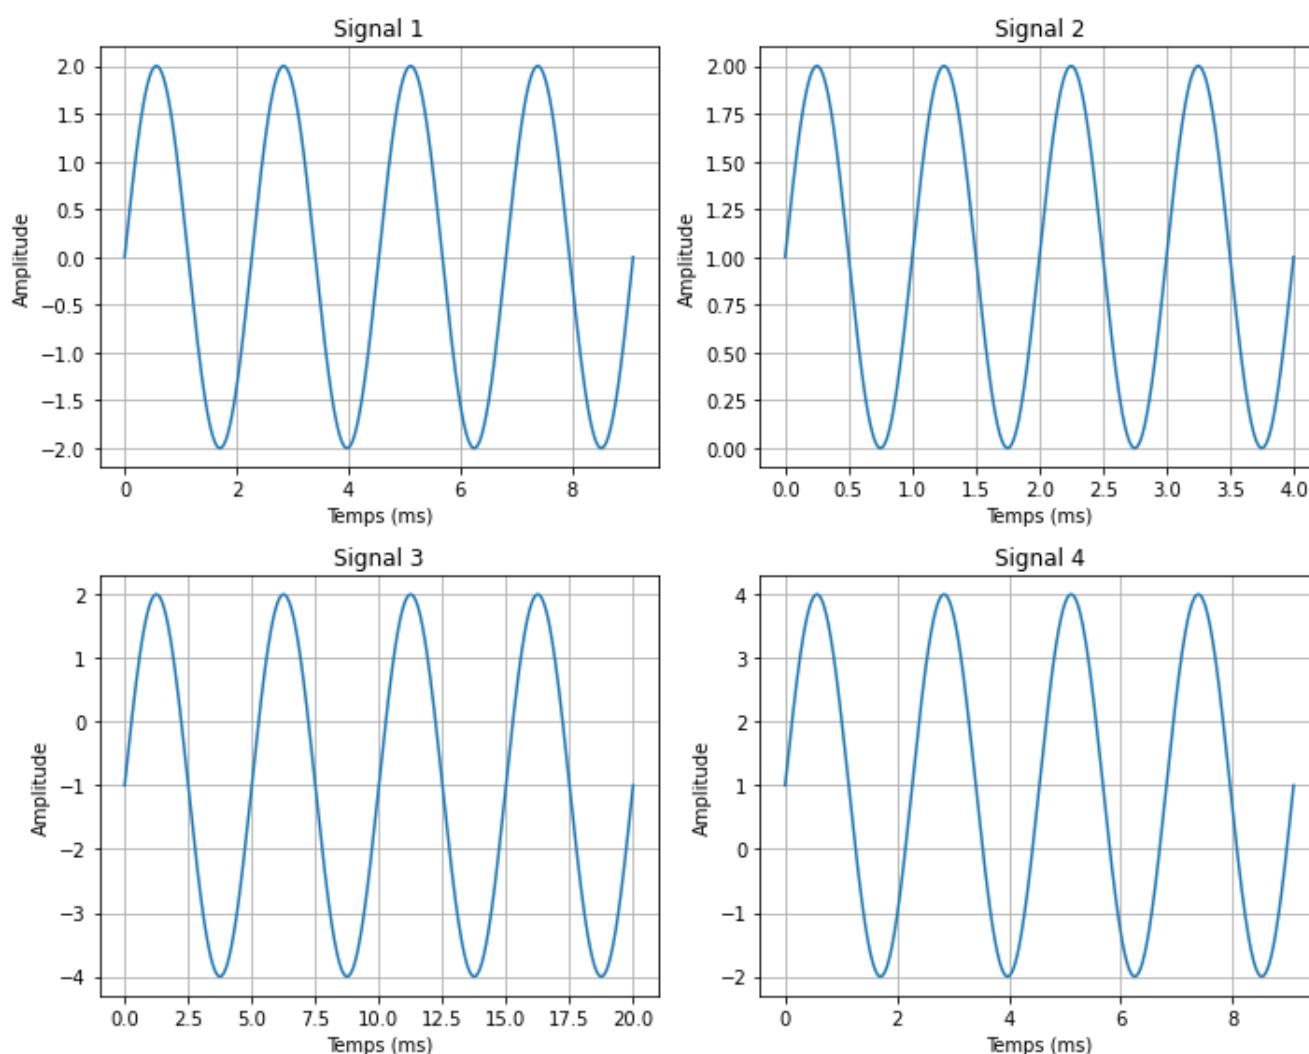 Signal 1
Amplitude
2.0
1.5
1.0
0.5
0.0
−0.5
−1.0
−1.5
−2.0
0 2 4 6 8
Temps (ms)
Signal 2
Amplitude
2.00
1.75
1.50
1.25
1.00
0.75
0.50
0.25
0.00
0.0 0.5 1.0 1.5 2.0 2.5 3.0 3.5 4.0
Temps (ms)
Signal 3
Amplitude
2
1
0
−1
−2
−3
−4
0.0 2.5 5.0 7.5 10.0 12.5 15.0 17.5 20.0
Temps (ms)
Signal 4
Amplitude
4
3
2
1
0
−1
−2
0 2 4 6 8
Temps (ms)